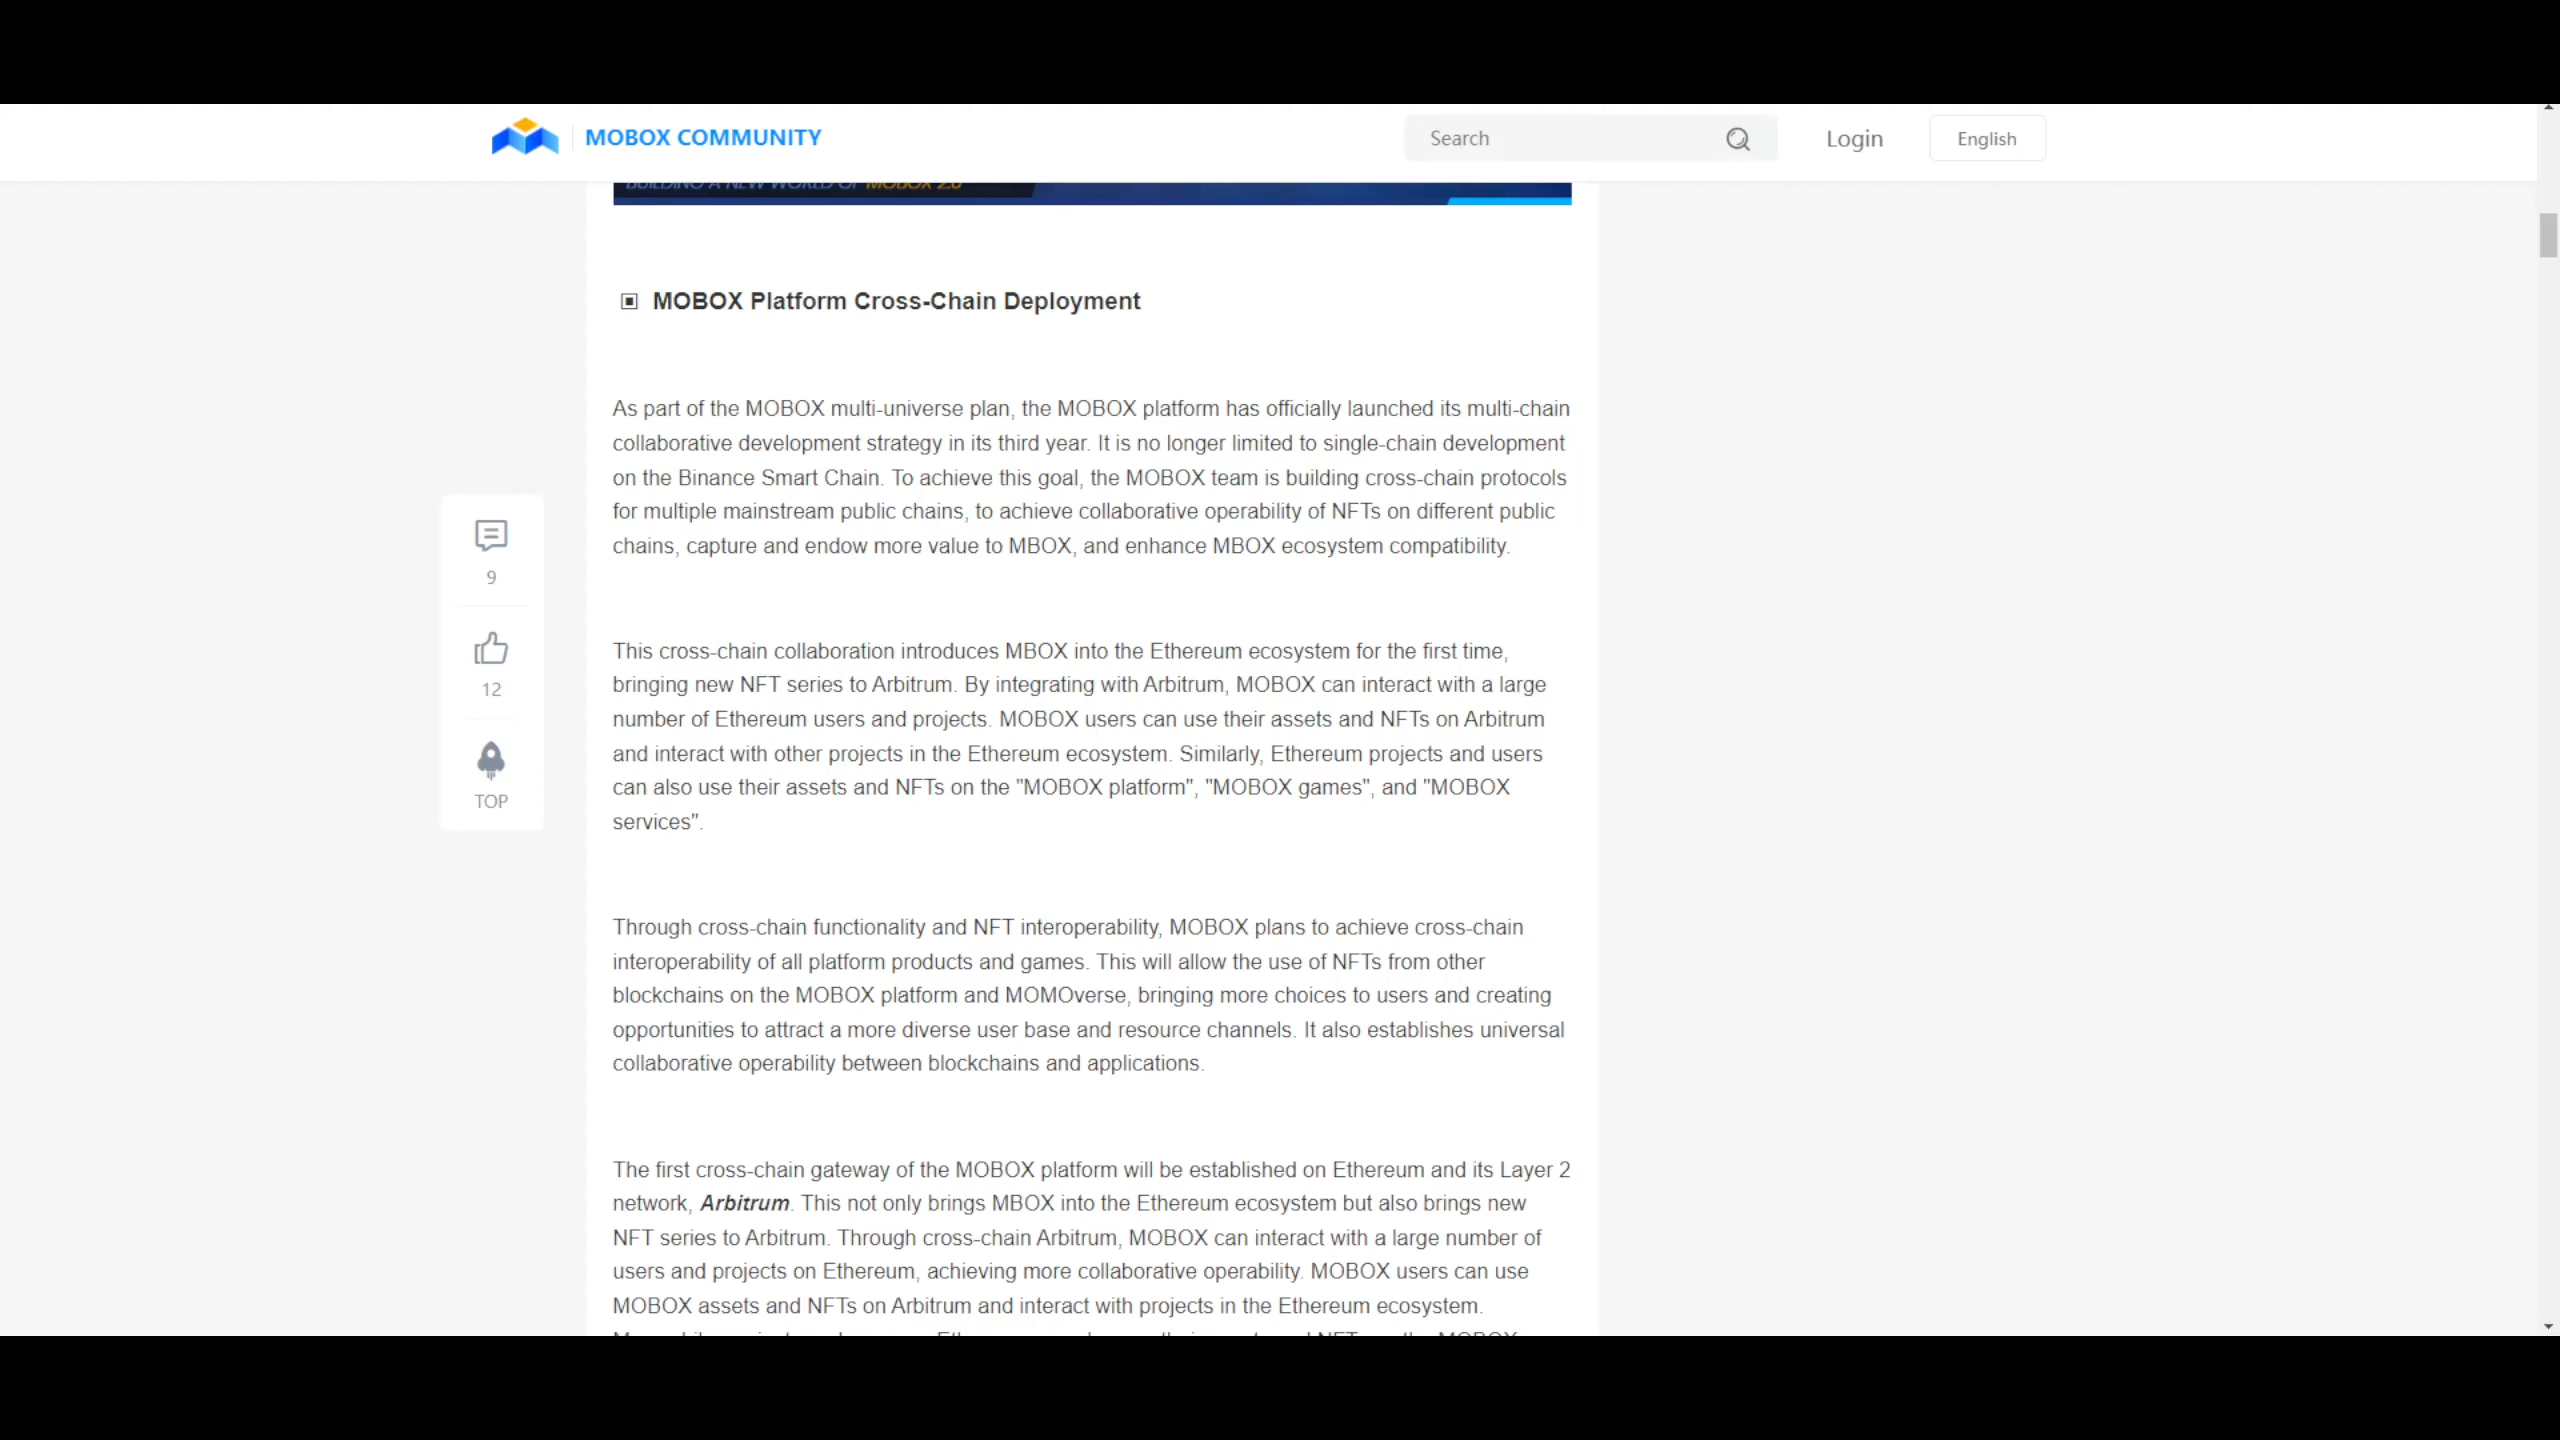 MOBOX COMMUNITY
Search
Login
English
BUILDING A NEW WORLD OF MOBOX 2.0
MOBOX Platform Cross-Chain Deployment
As part of the MOBOX multi-universe plan, the MOBOX platform has officially launched its multi-chain
collaborative development strategy in its third year. It is no longer limited to single-chain development
on the Binance Smart Chain. To achieve this goal, the MOBOX team is building cross-chain protocols
for multiple mainstream public chains, to achieve collaborative operability of NFTs on different public
chains, capture and endow more value to MBOX, and enhance MBOX ecosystem compatibility.
9
12
TOP
This cross-chain collaboration introduces MBOX into the Ethereum ecosystem for the first time,
bringing new NFT series to Arbitrum. By integrating with Arbitrum, MOBOX can interact with a large
number of Ethereum users and projects. MOBOX users can use their assets and NFTs on Arbitrum
and interact with other projects in the Ethereum ecosystem. Similarly, Ethereum projects and users
can also use their assets and NFTs on the "MOBOX platform", "MOBOX games", and "MOBOX
services".
Through cross-chain functionality and NFT interoperability, MOBOX plans to achieve cross-chain
interoperability of all platform products and games. This will allow the use of NFTs from other
blockchains on the MOBOX platform and MOMOverse, bringing more choices to users and creating
opportunities to attract a more diverse user base and resource channels. It also establishes universal
collaborative operability between blockchains and applications.
The first cross-chain gateway of the MOBOX platform will be established on Ethereum and its Layer 2
network, Arbitrum. This not only brings MBOX into the Ethereum ecosystem but also brings new
NFT series to Arbitrum. Through cross-chain Arbitrum, MOBOX can interact with a large number of
users and projects on Ethereum, achieving more collaborative operability. MOBOX users can use
MOBOX assets and NFTs on Arbitrum and interact with projects in the Ethereum ecosystem.